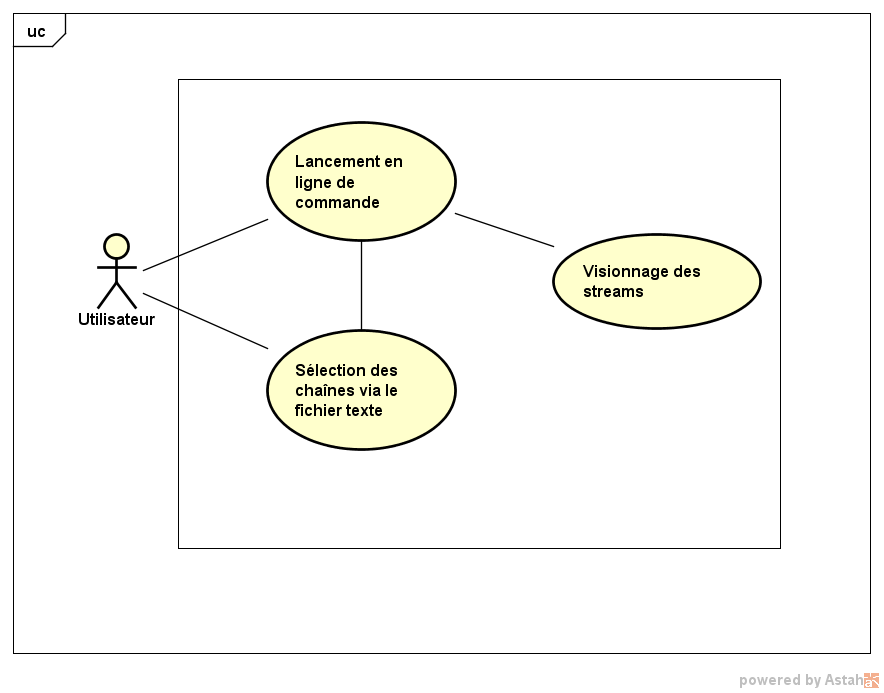 uc
Lancement en
ligne de
commande
Visionnage des
streams
Utilisateur
Sélection des
chaînes via le
fichier texte
powered by Astah